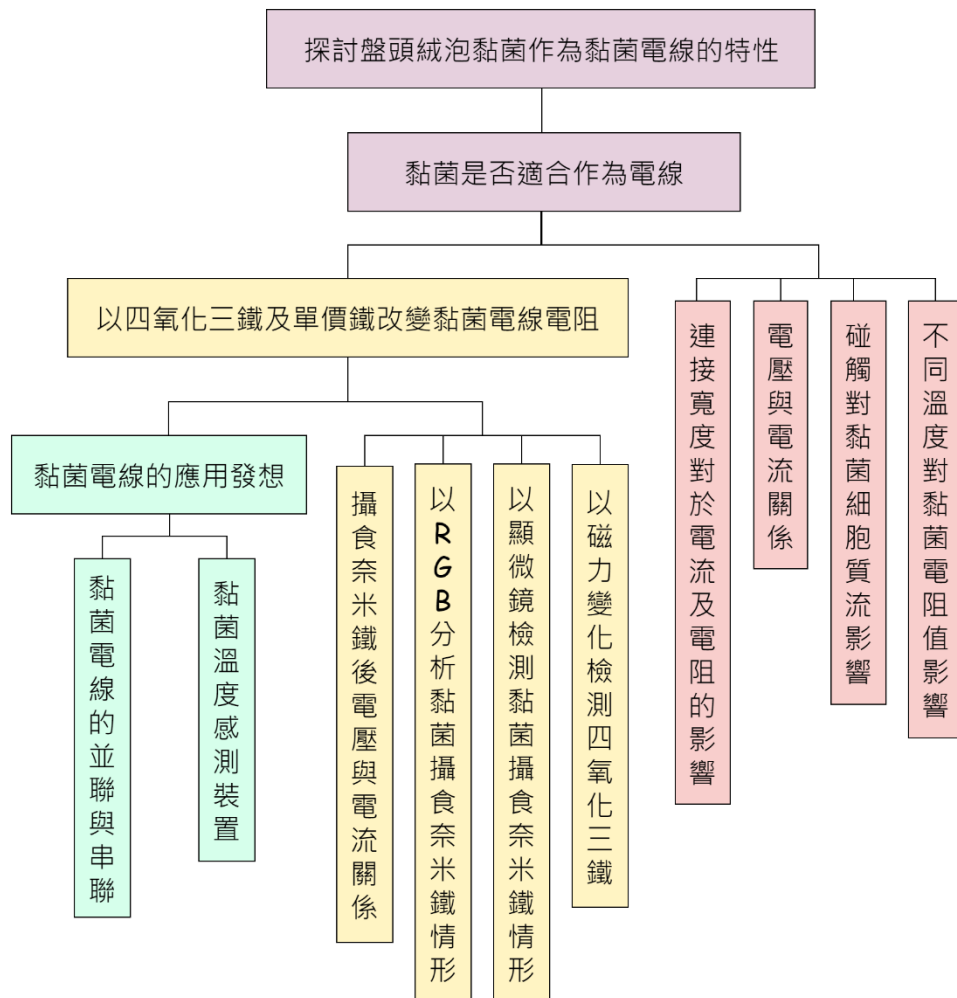 探討盤頭絨泡黏菌作為黏菌電線的特性
黏菌是否適合作為電線
以四氧化三鐵及單價鐵改變黏菌電線電阻
連接寬度對於電流及電阻的影響
電壓與電流關係
碰觸對黏菌細胞質流影響
不同溫度對黏菌電阻值影響
黏菌電線的應用發想
攝食奈米鐵後電壓與電流關係
以RGB分析黏菌攝食奈米鐵情形
以顯微鏡檢測黏菌攝食奈米鐵情形
以磁力變化檢測四氧化三鐵
黏菌電線的並聯與串聯
黏菌溫度感測裝置